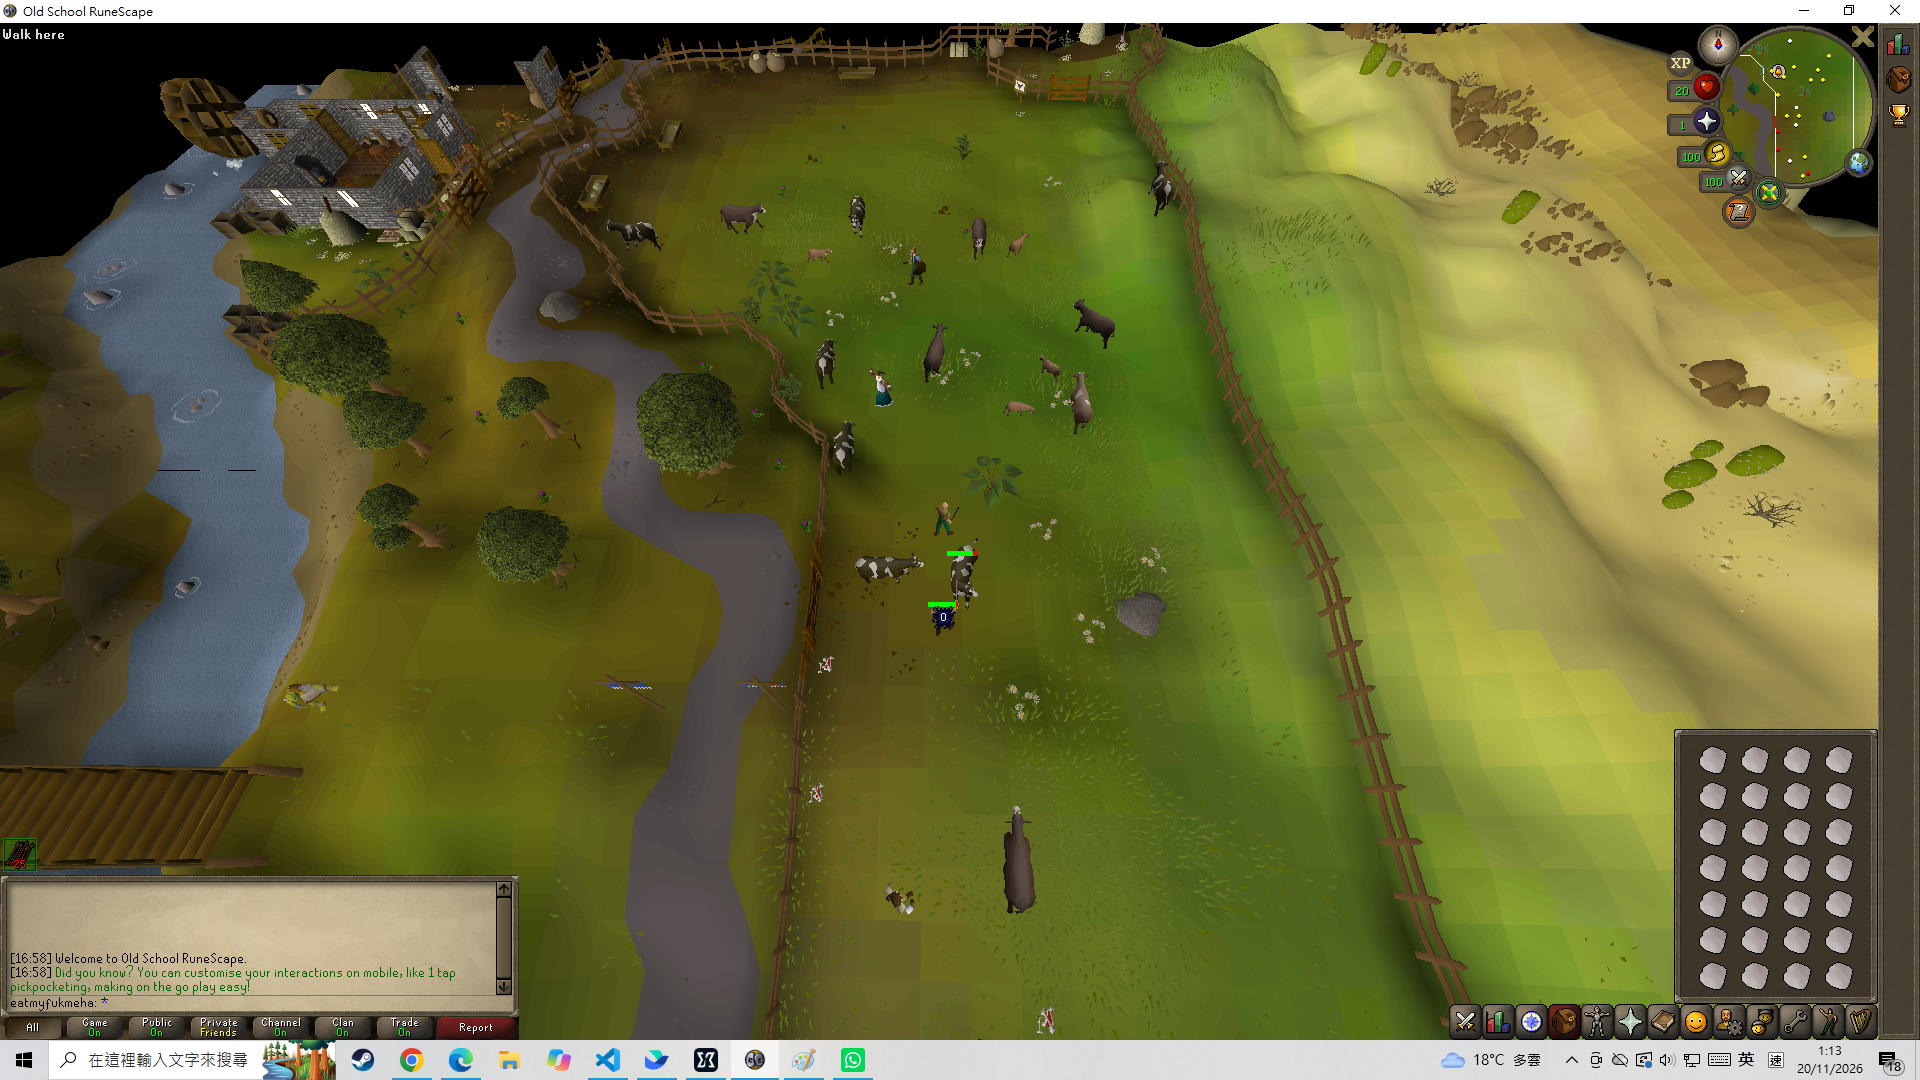 Old School RuneScape
Walk here
N
XP
20
1
100
100
0
25
[16:58] Welcome to Old School RuneScape.
[16:58] Did you know? You can customise your interactions on mobile, like 1 tap
pickpocketing, making on the go play easy!
eatmyfukmeha: *
All
Game
On
Public
On
Private
Friends
Channel
On
Clan
On
Trade
On
Report
在這裡輸入文字來搜尋
18°C 多雲
英
速
1:13
20/11/2026
18